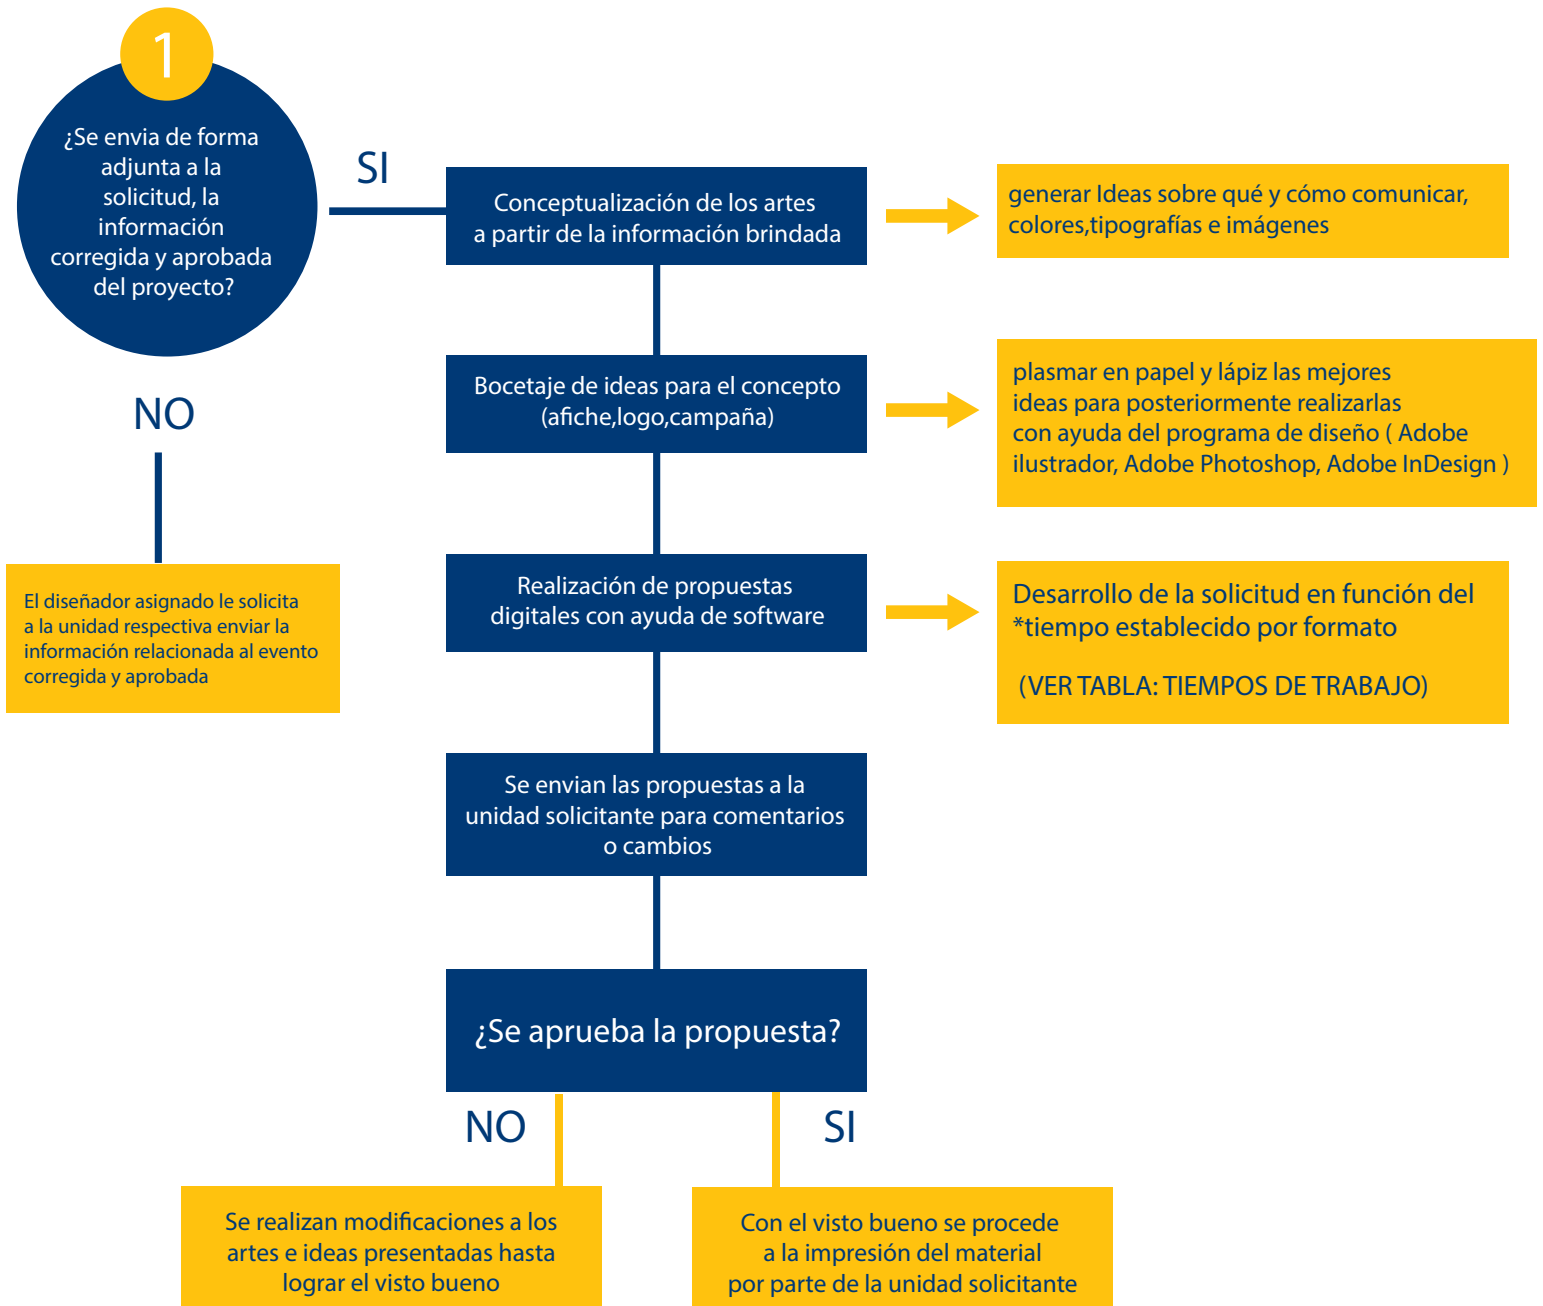 1
¿Se envia de forma
adjunta a la
solicitud, la
información
corregida y aprobada
del proyecto?
SI
Conceptualización de los artes
a partir de la información brindada
generar Ideas sobre qué y cómo comunicar,
colores,tipografías e imágenes
Bocetaje de ideas para el concepto
(afiche,logo,campaña)
plasmar en papel y lápiz las mejores
ideas para posteriormente realizarlas
con ayuda del programa de diseño ( Adobe
ilustrador, Adobe Photoshop, Adobe InDesign )
NO
El diseñador asignado le solicita
a la unidad respectiva enviar la
información relacionada al evento
corregida y aprobada
Realización de propuestas
digitales con ayuda de software
Desarrollo de la solicitud en función del
*tiempo establecido por formato
(VER TABLA: TIEMPOS DE TRABAJO)
Se envian las propuestas a la
unidad solicitante para comentarios
o cambios
¿Se aprueba la propuesta?
NO
SI
Se realizan modificaciones a los
artes e ideas presentadas hasta
lograr el visto bueno
Con el visto bueno se procede
a la impresión del material
por parte de la unidad solicitante